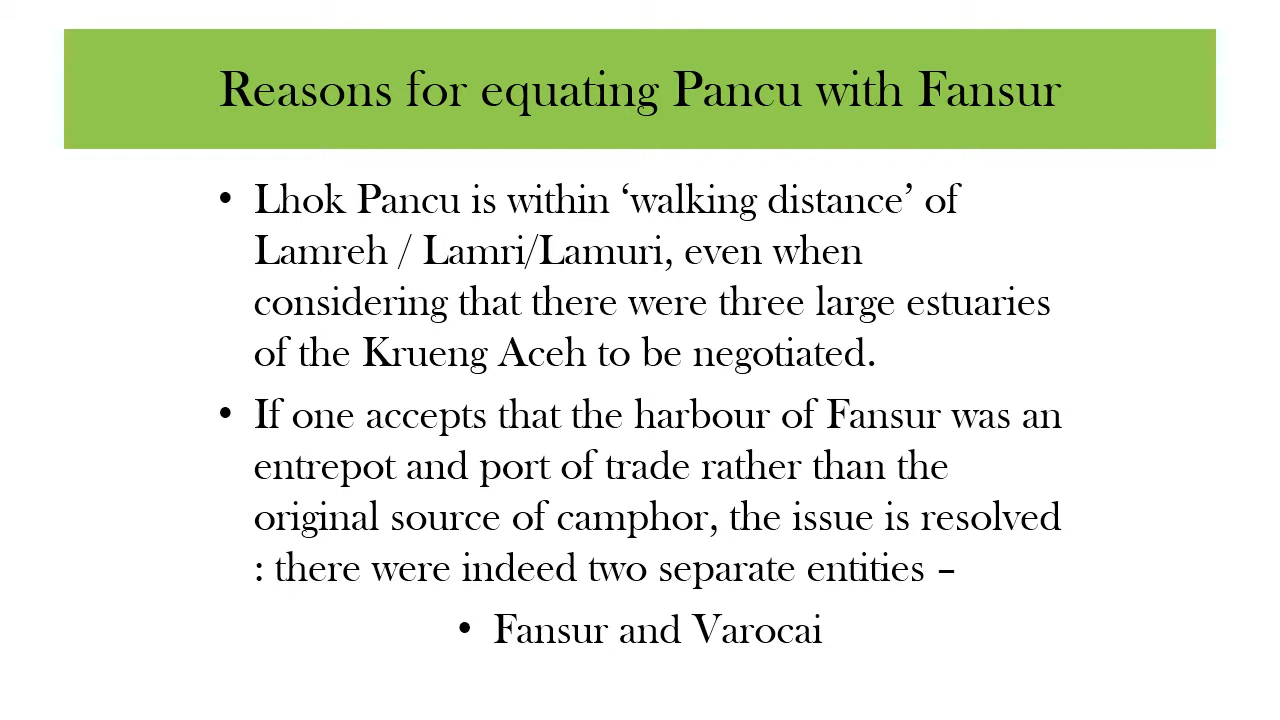 Reasons for equating Pancu with Fansur
• Lhok Pancu is within ‘walking distance’ of
Lamreh / Lamri/Lamuri, even when
considering that there were three large estuaries
of the Krueng Aceh to be negotiated.
• If one accepts that the harbour of Fansur was an
entrepot and port of trade rather than the
original source of camphor, the issue is resolved
: there were indeed two separate entities –
• Fansur and Varocai